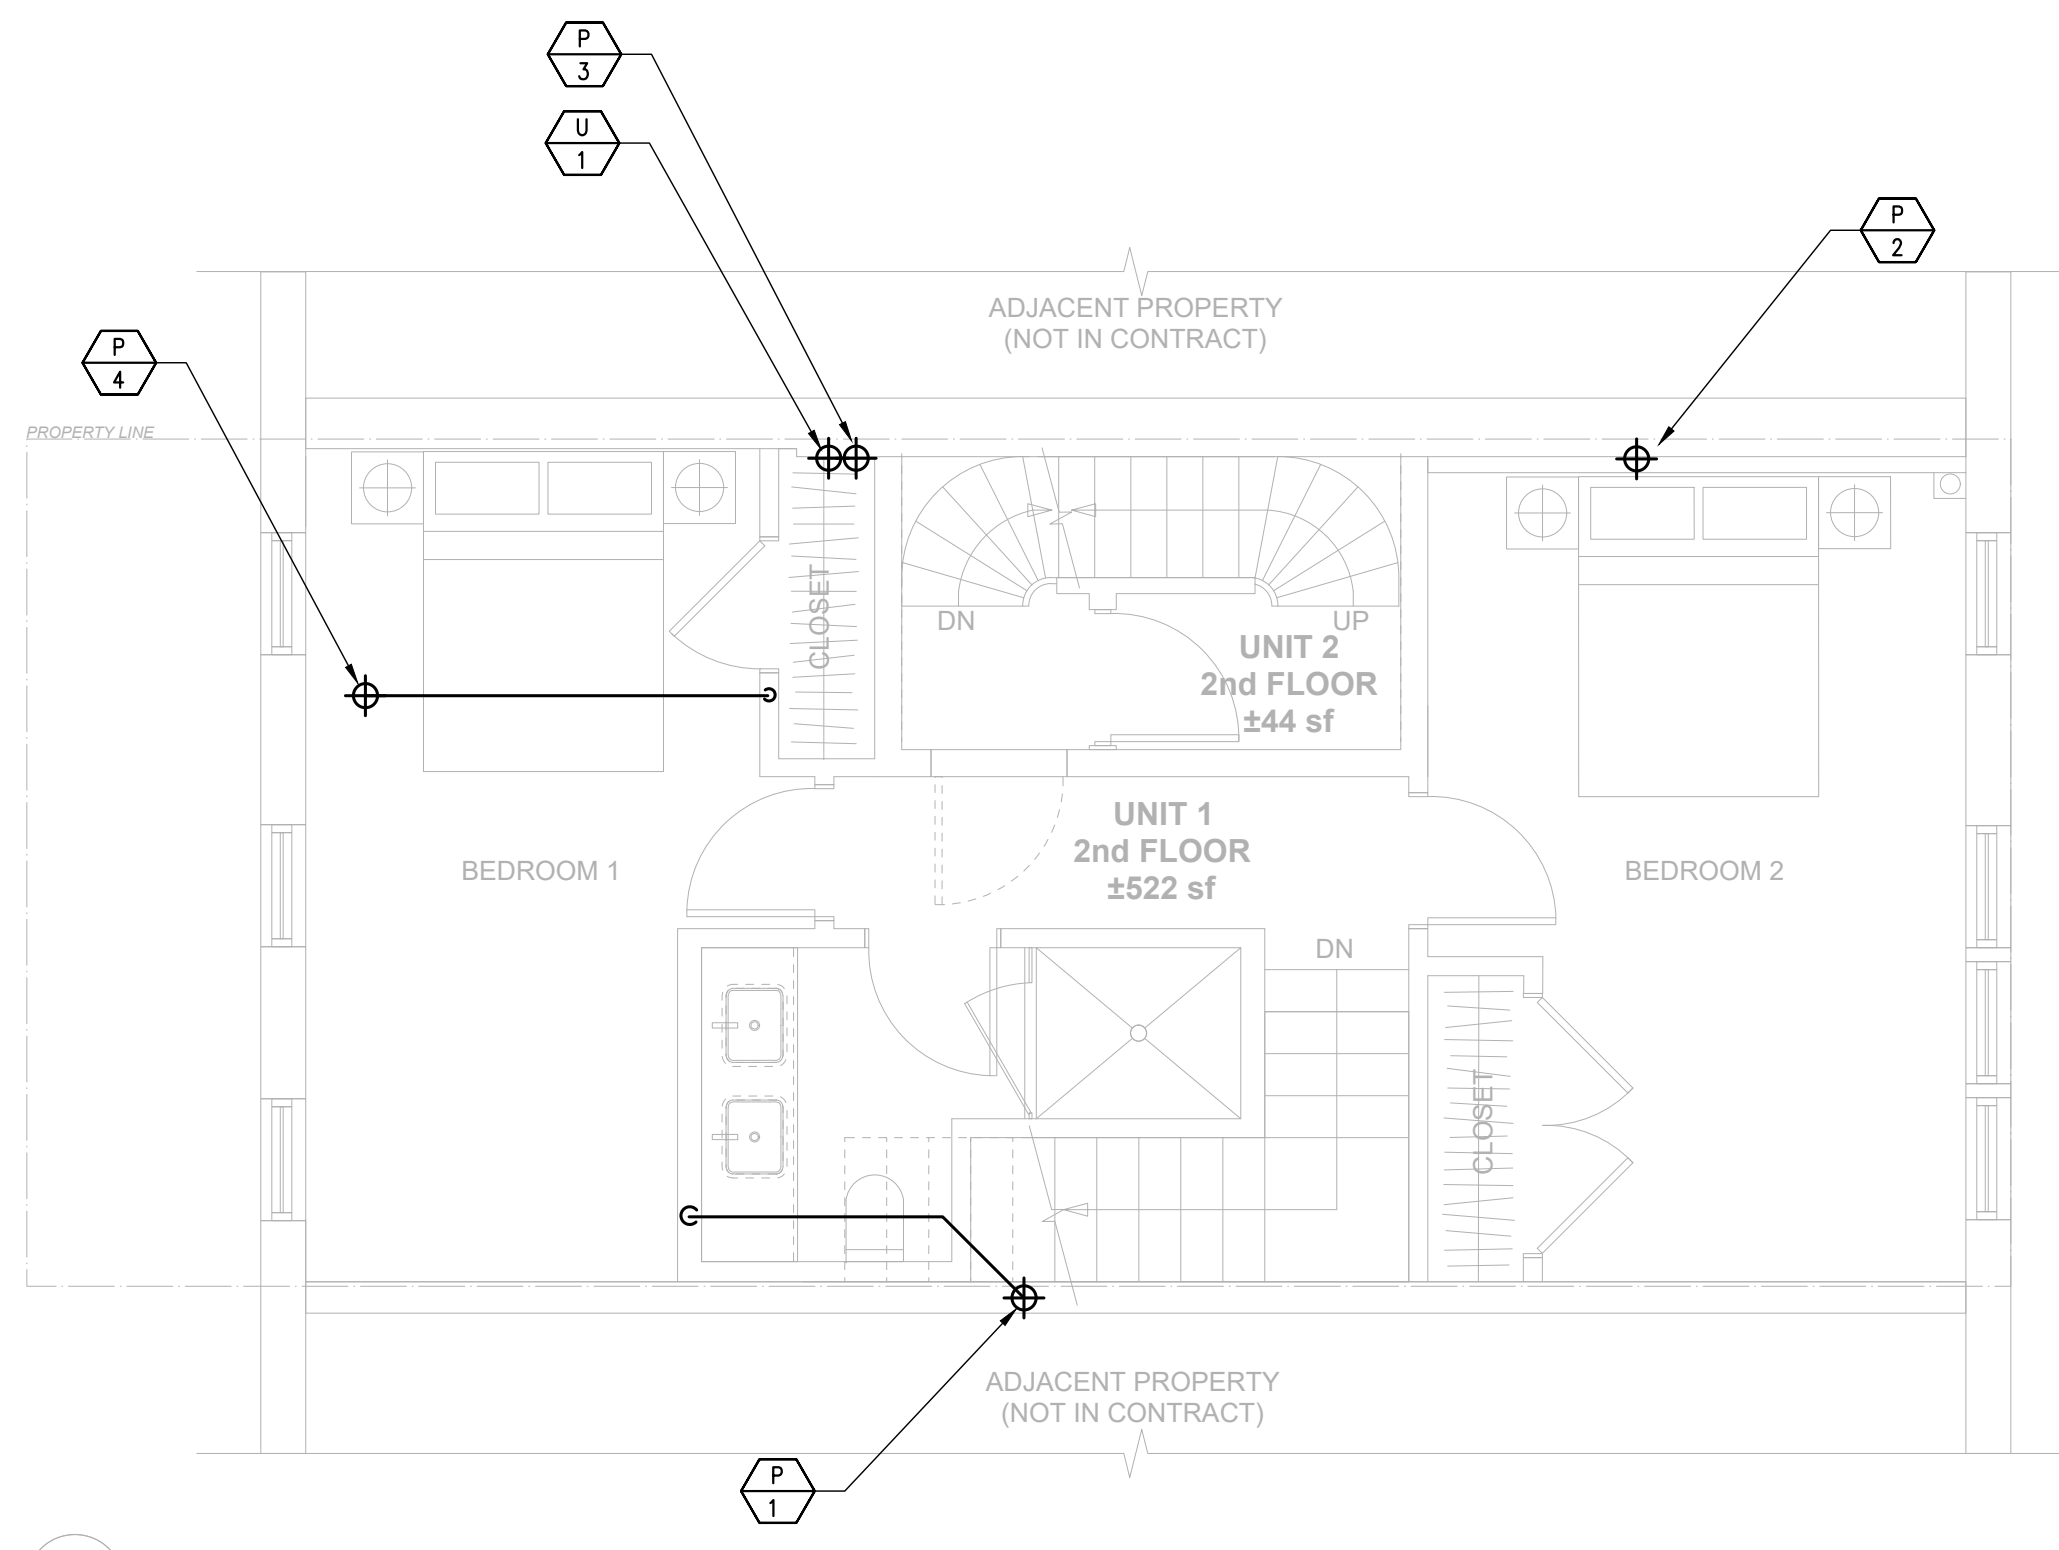 P
3
U
1
P
2
ADJACENT PROPERTY
(NOT IN CONTRACT)
P
4
PROPERTY LINE
CLOSET
DN
UP
UNIT 2
2nd FLOOR
±44 sf
UNIT 1
2nd FLOOR
±522 sf
BEDROOM 1
BEDROOM 2
DN
CLOSET
ADJACENT PROPERTY
(NOT IN CONTRACT)
P
1